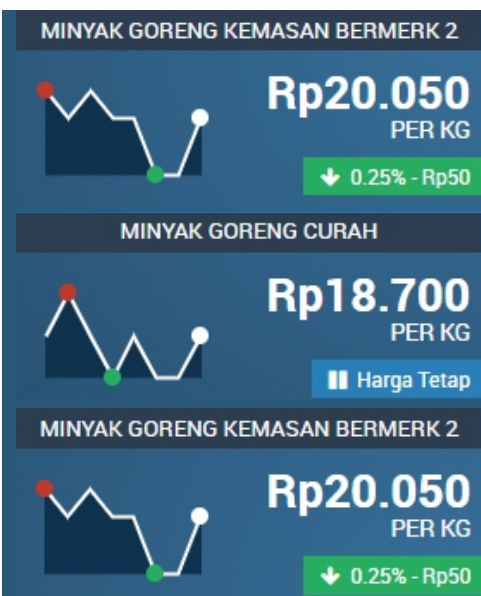 MINYAK GORENG KEMASAN BERMERK 2
Rp20.050
PER KG
0.25% - Rp50
MINYAK GORENG CURAH
Rp18.700
PER KG
Harga Tetap
MINYAK GORENG KEMASAN BERMERK 2
Rp20.050
PER KG
0.25% - Rp50